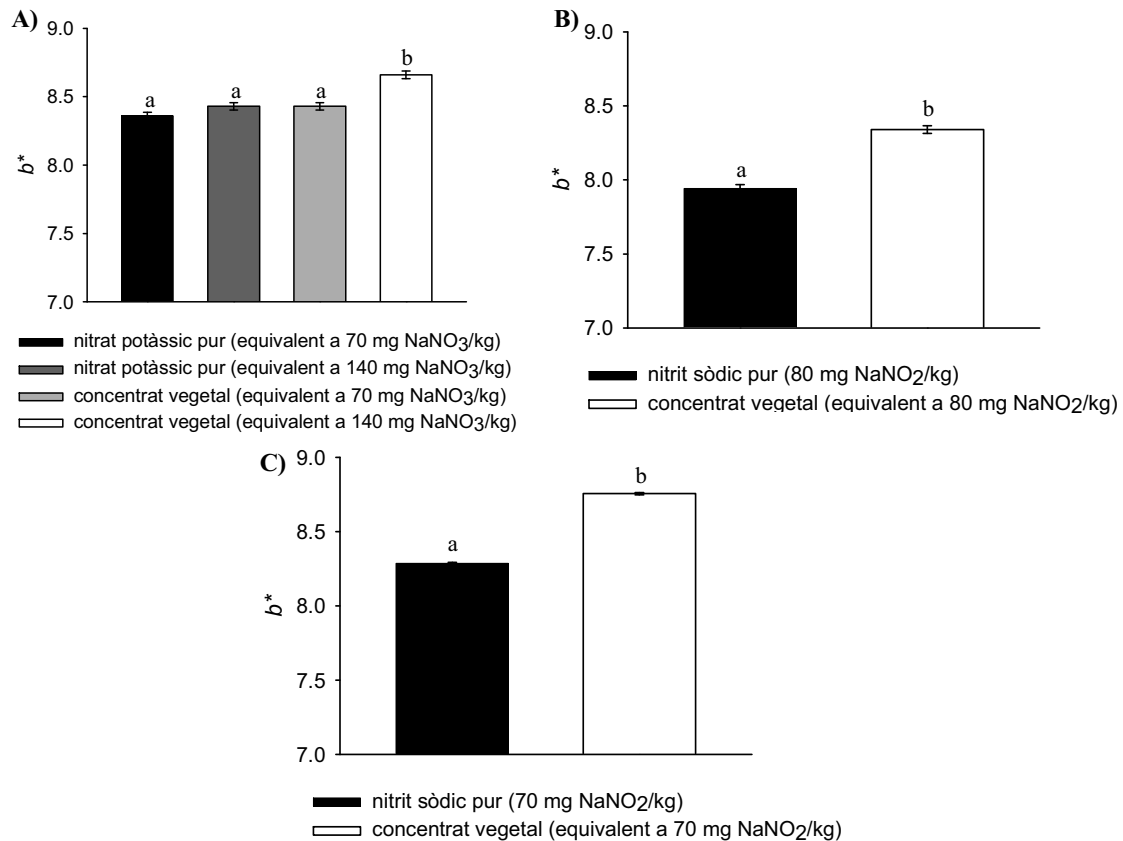 A)
9.0
8.5
8.0
7.5
7.0
b*
a
a
a
b
nitrat potàssic pur (equivalent a 70 mg NaNO3/kg)
nitrat potàssic pur (equivalent a 140 mg NaNO3/kg)
concentrat vegetal (equivalent a 70 mg NaNO3/kg)
concentrat vegetal (equivalent a 140 mg NaNO3/kg)
B)
9.0
8.5
8.0
7.5
7.0
b*
a
b
nitrit sòdic pur (80 mg NaNO2/kg)
concentrat vegetal (equivalent a 80 mg NaNO2/kg)
C)
9.0
8.5
8.0
7.5
7.0
b*
a
b
nitrit sòdic pur (70 mg NaNO2/kg)
concentrat vegetal (equivalent a 70 mg NaNO2/kg)